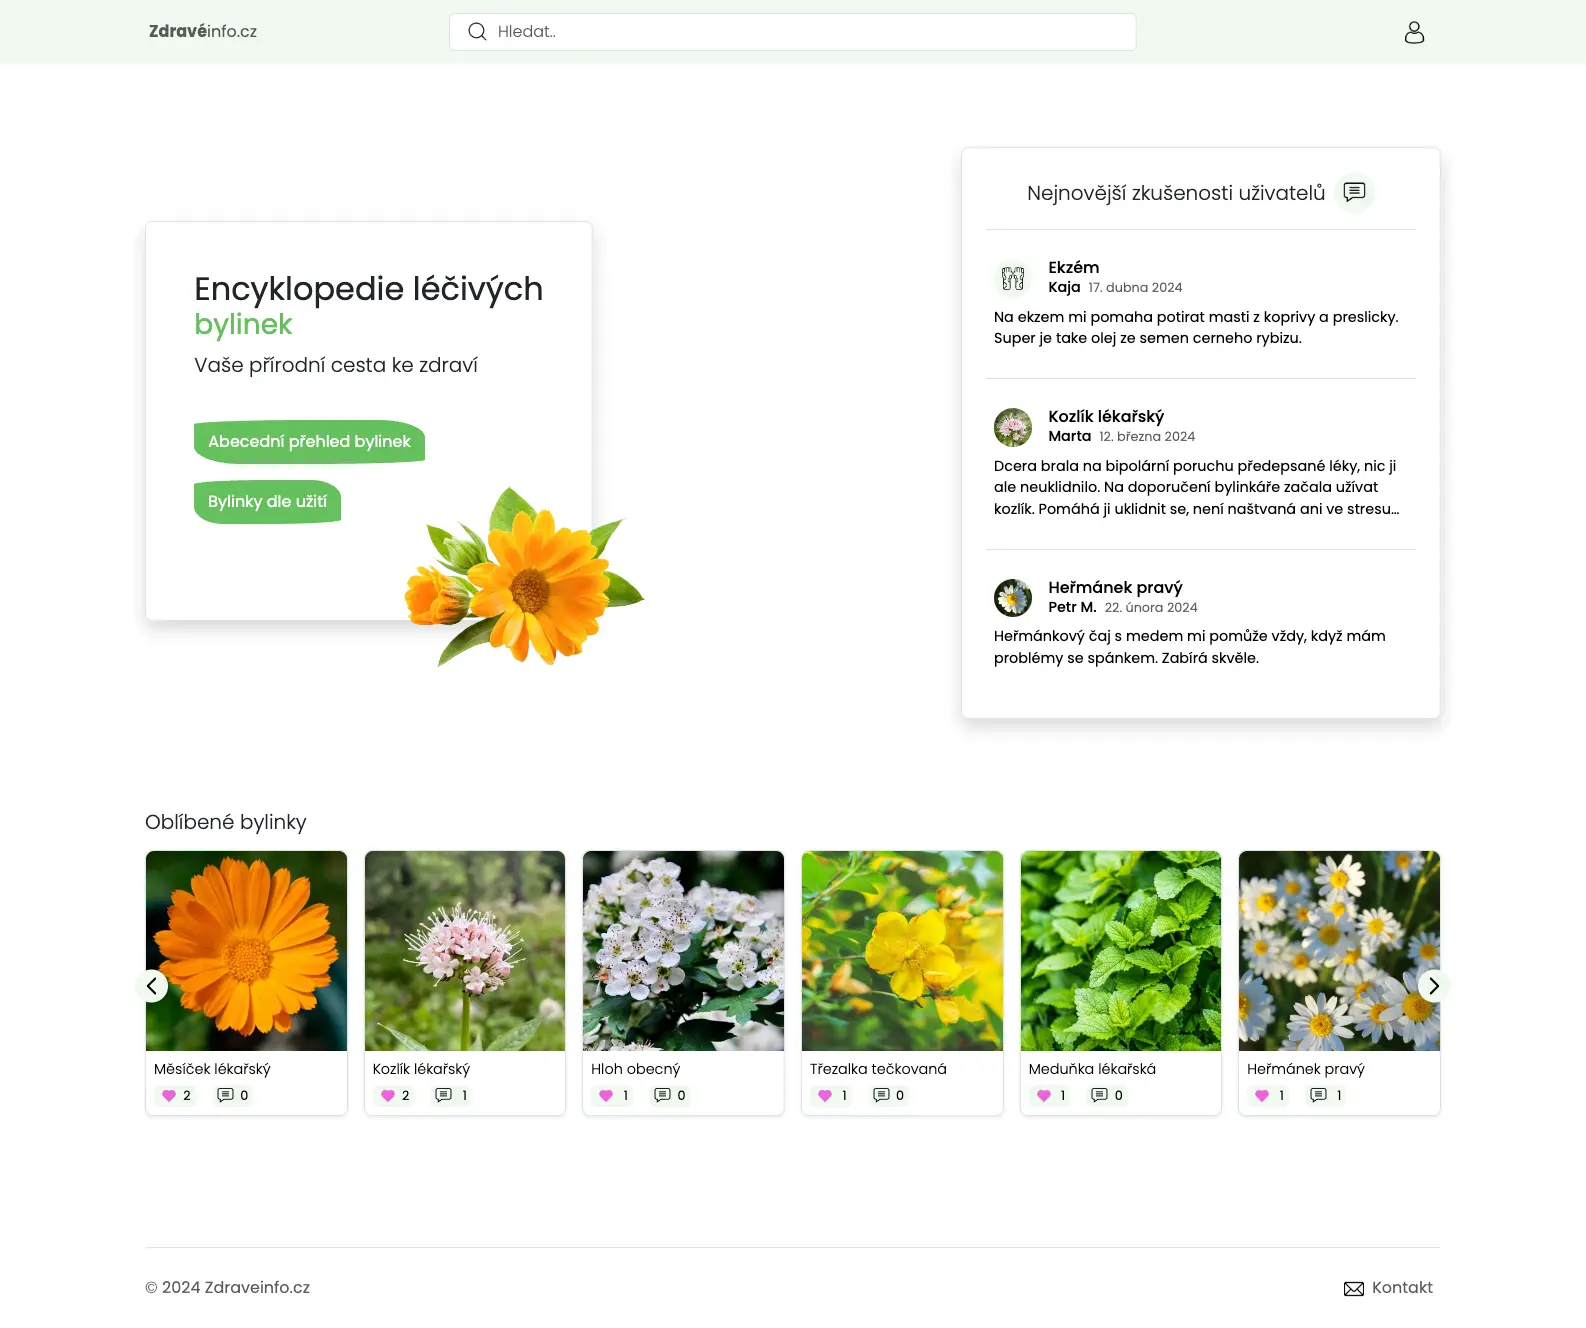 Zdravéinfo.cz
Hledat..
Encyklopedie léčivých
bylinek
Vaše přírodní cesta ke zdraví
Abecední přehled bylinek
Bylinky dle užití
Nejnovější zkušenosti uživatelů
Ekzém
Kaja 17. dubna 2024
Na ekzem mi pomaha potirat masti z koprivy a preslicky.
Super je take olej ze semen cerneho rybizu.
Kozlík lékařský
Marta 12. března 2024
Dcera brala na bipolární poruchu předepsané léky, nic ji
ale neuklidnilo. Na doporučení bylinkáře začala užívat
kozlík. Pomáhá ji uklidnit se, není naštvaná ani ve stresu...
Heřmánek pravý
Petr M. 22. února 2024
Heřmánkový čaj s medem mi pomůže vždy, když mám
problémy se spánkem. Zabírá skvěle.
Oblíbené bylinky
Měsíček lékařský
2 0
Kozlík lékařský
2 1
Hloh obecný
1 0
Třezalka tečkovaná
1 0
Meduňka lékařská
1 0
Heřmánek pravý
1 1
© 2024 Zdraveinfo.cz
Kontakt